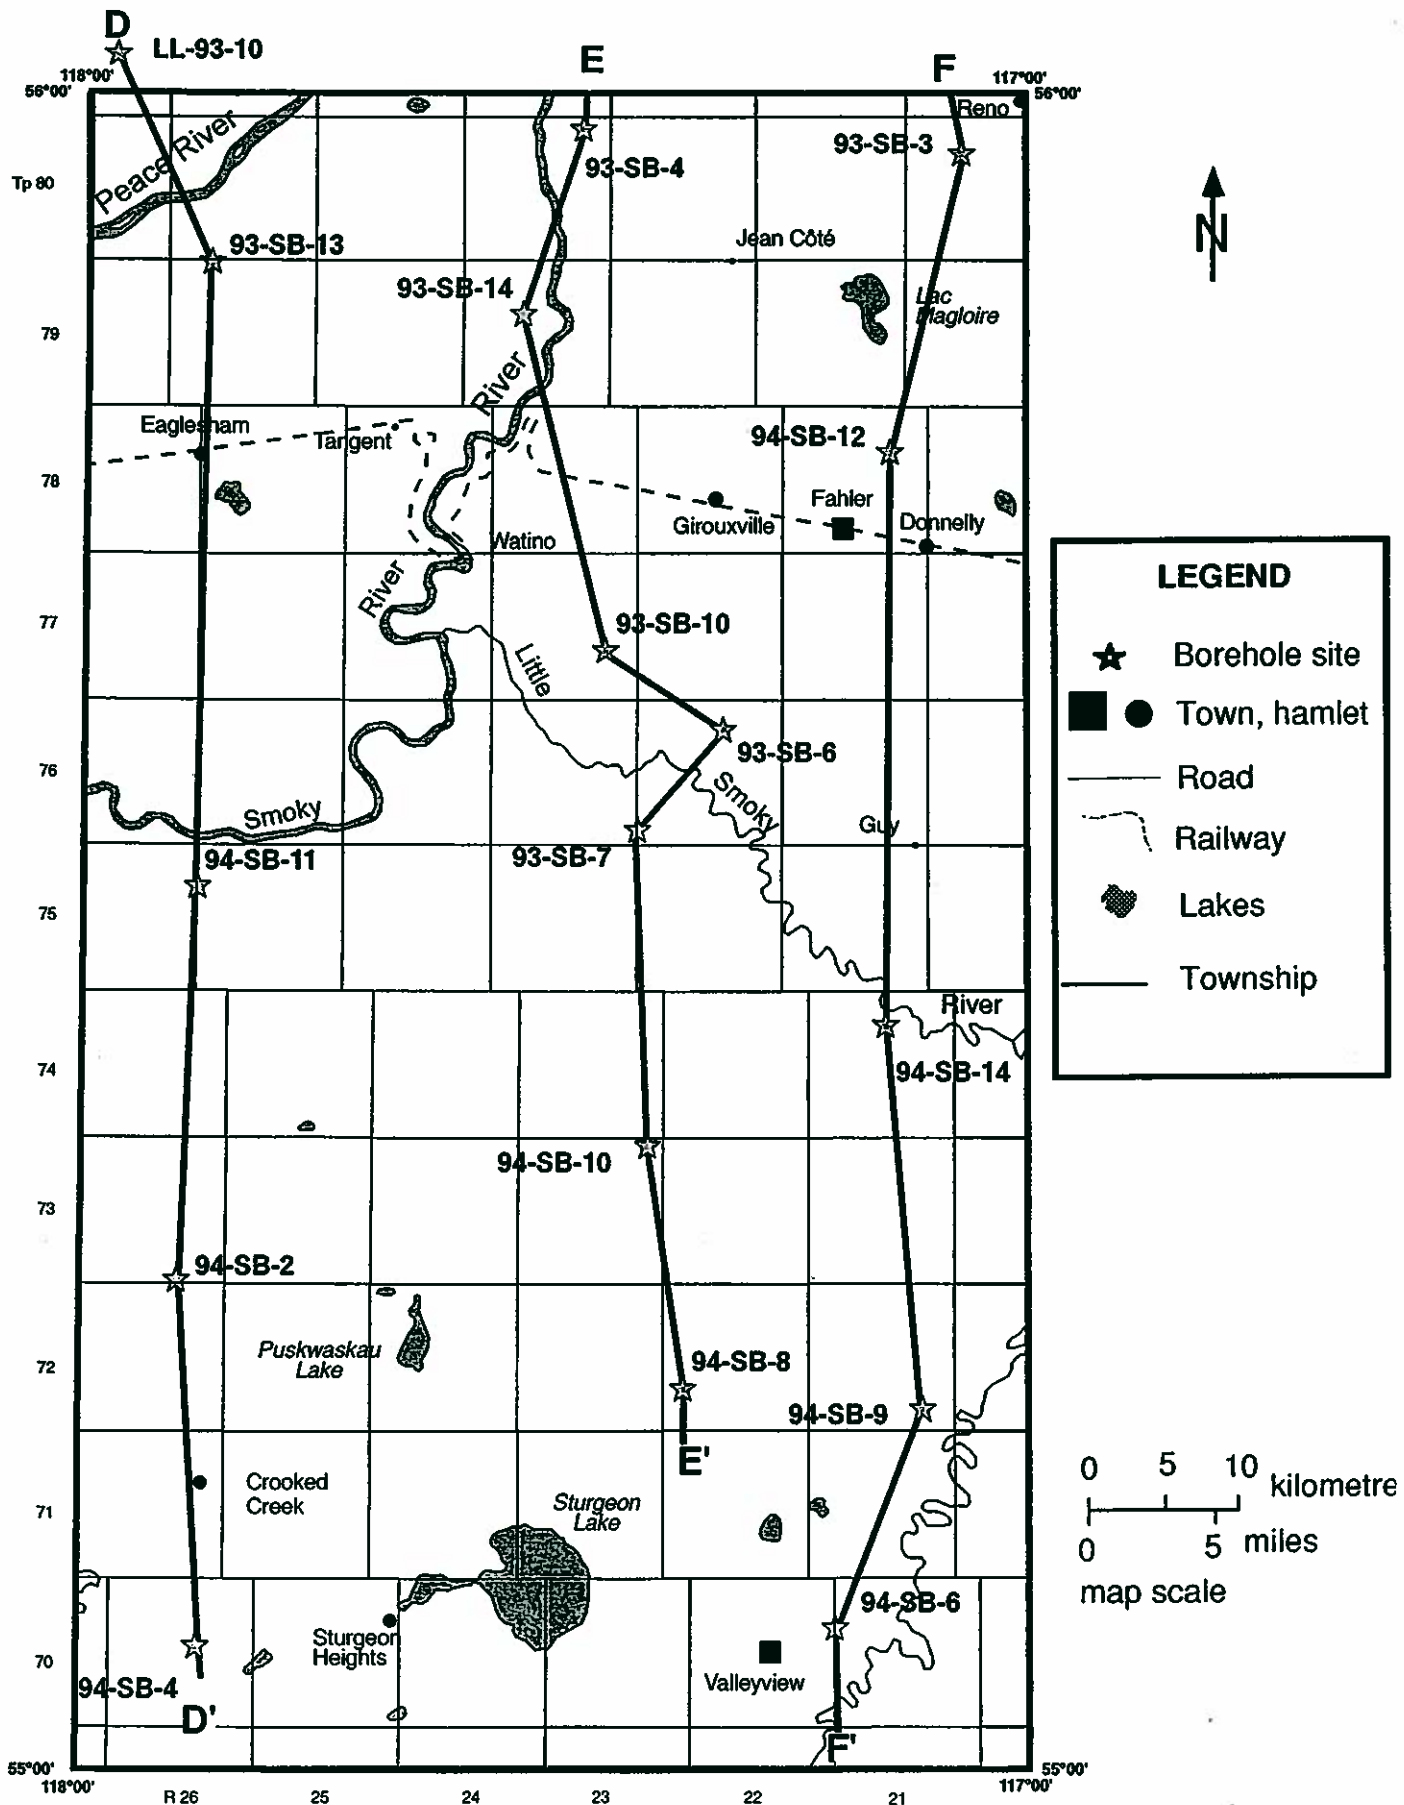 D
LL-93-10
E
F
118°00'
117°00'
56°00'
56°00'
Reno
93-SB-3
93-SB-4
Peace River
Tp 80
N
93-SB-13
Jean Côté
93-SB-14
Lac
Magloire
79
River
Eaglesham
Tangent
94-SB-12
78
Fahler
Girouxville
Donnelly
Watino
LEGEND
River
77
93-SB-10
Little
Borehole site
Town, hamlet
93-SB-6
76
Smoky
Road
Smoky
Guy
Railway
94-SB-11
93-SB-7
Lakes
75
Township
River
74
94-SB-14
94-SB-10
73
94-SB-2
Puskwaskau
Lake
72
94-SB-8
94-SB-9
E'
0 5 10 kilometre
Crooked
Creek
71
Sturgeon
Lake
0 5 miles
map scale
94-SB-6
Sturgeon
Heights
70
Valleyview
94-SB-4
D'
F'
55°00'
55°00'
118°00'
117°00'
R 26
25
24
23
22
21